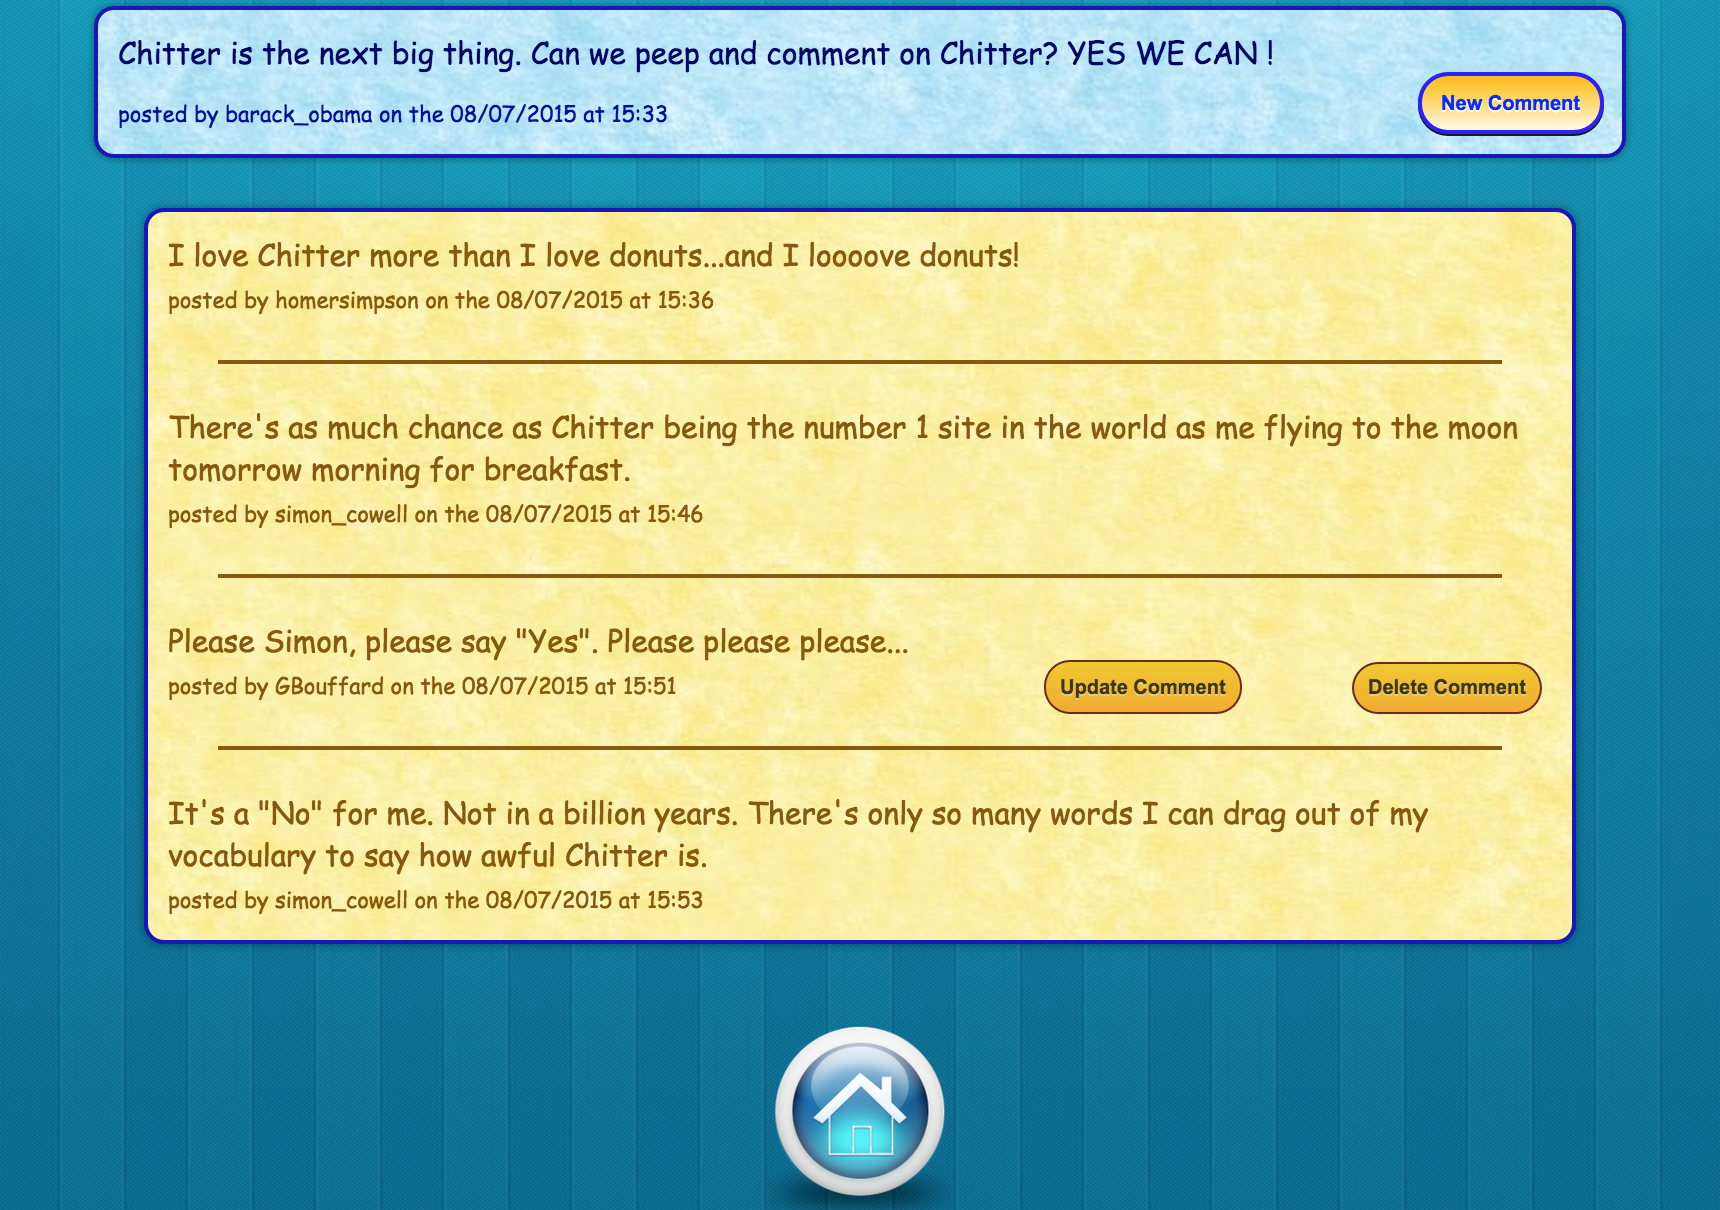 Chitter is the next big thing. Can we peep and comment on Chitter? YES WE CAN !
posted by barack_obama on the 08/07/2015 at 15:33
New Comment
I love Chitter more than I love donuts...and I loooove donuts!
posted by homersimpson on the 08/07/2015 at 15:36
There's as much chance as Chitter being the number 1 site in the world as me flying to the moon
tomorrow morning for breakfast.
posted by simon_cowell on the 08/07/2015 at 15:46
Please Simon, please say "Yes". Please please please...
posted by GBouffard on the 08/07/2015 at 15:51
Update Comment
Delete Comment
It's a "No" for me. Not in a billion years. There's only so many words I can drag out of my
vocabulary to say how awful Chitter is.
posted by simon_cowell on the 08/07/2015 at 15:53